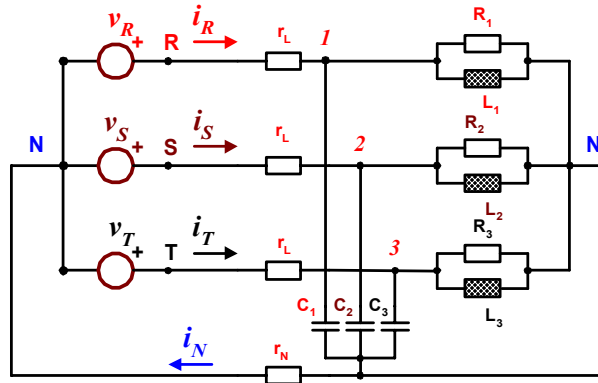 v_R + R i_R r_L 1 R_1
L_1
N v_S + S i_S r_L 2 R_2 N
L_2
v_T + T i_T r_L 3 R_3
L_3
C_1 C_2 C_3
i_N r_N